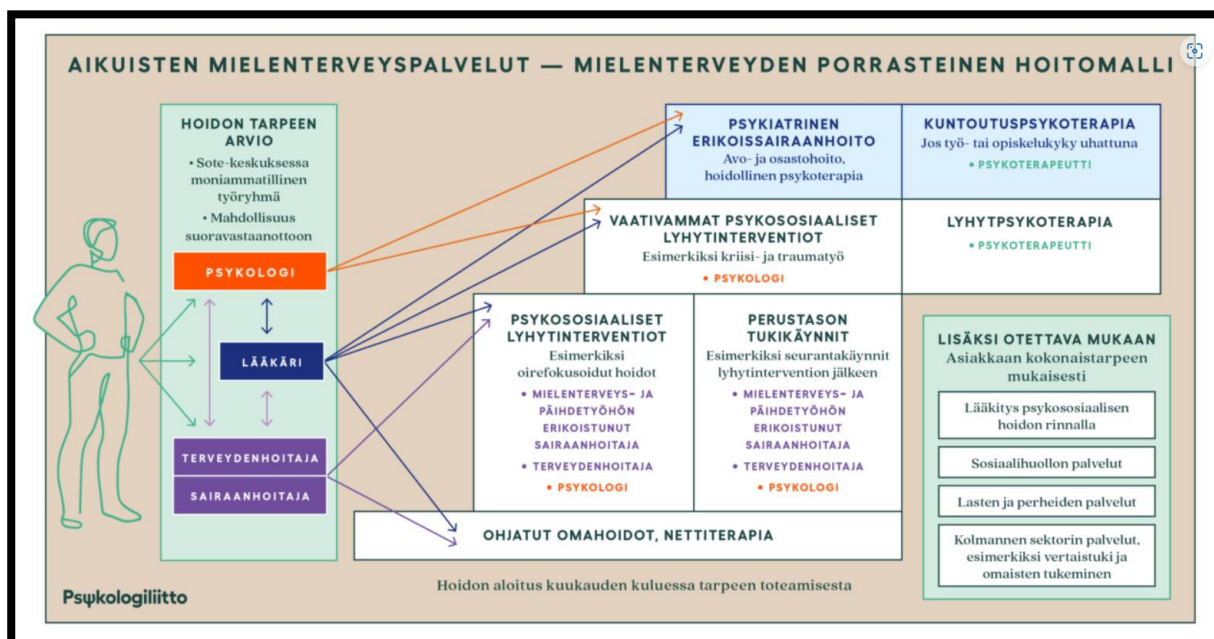 AIKUISTEN MIELENTERVEYSPALVELUT — MIELENTERVEYDEN PORRASTEINEN HOITOMALLI
HOIDON TARPEEN
ARVIO
• Sote-keskuksessa
moniammatillinen
työryhmä
• Mahdollisuus
suoravastaanottoon
PSYKOLOGI
LÄÄKÄRI
TERVEYDENHOITAJA
SAIRAANHOITAJA
PSYKIATRINEN
ERIKOISSAIRAANHOITO
Avo- ja osastohoito,
hoidollinen psykoterapia
KUNTOUTUSPSYKOTERAPIA
Jos työ- tai opiskelukyky uhattuna
• PSYKOTERAPEUTTI
VAATIVAMMAT PSYKOSOSIAALISET
LYHYTINTERVENTIOT
Esimerkiksi kriisi- ja traumatyö
• PSYKOLOGI
LYHYTPSYKOTERAPIA
• PSYKOTERAPEUTTI
PSYKOSOSIAALISET
LYHYTINTERVENTIOT
Esimerkiksi
oirefokusoidut hoidot
• MIELENTERVEYS- JA
PÄIHDETYÖHÖN
ERIKOISTUNUT
SAIRAANHOITAJA
• TERVEYDENHOITAJA
• PSYKOLOGI
PERUSTASON
TUKIKÄYNNIT
Esimerkiksi seurantakäynnit
lyhytintervention jälkeen
• MIELENTERVEYS- JA
PÄIHDETYÖHÖN
ERIKOISTUNUT
SAIRAANHOITAJA
• TERVEYDENHOITAJA
• PSYKOLOGI
OHJATUT OMAHOIDOT, NETTITERAPIA
LISÄKSI OTETTAVA MUKAAN
Asiakkaan kokonaistarpeen
mukaisesti
Lääkitys psykososiaalisen
hoidon rinnalla
Sosiaalihuollon palvelut
Lasten ja perheiden palvelut
Kolmannen sektorin palvelut,
esimerkiksi vertaistuki ja
omaisten tukeminen
Hoidon aloitus kuukauden kuluessa tarpeen toteamisesta
Psykologiliitto